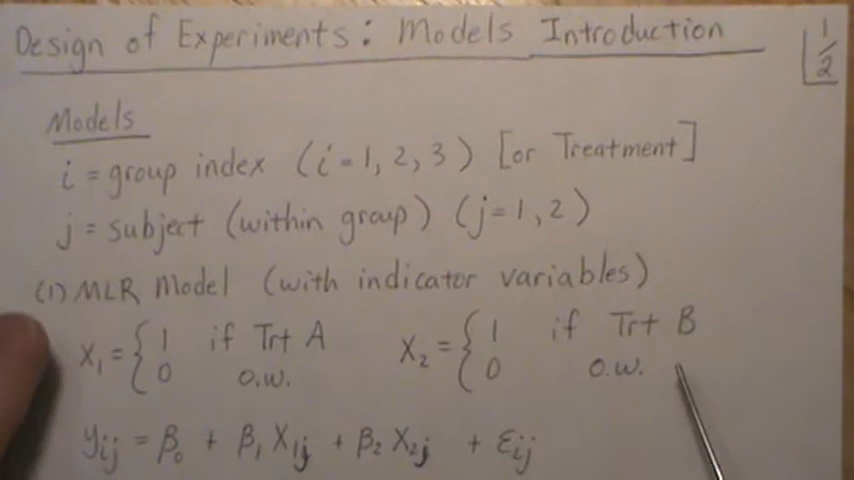 Design of Experiments: Models Introduction
1/2
Models
i = group index (i=1, 2, 3) [or Treatment]
j = subject (within group) (j=1, 2)
(1) MLR Model (with indicator variables)
X₁ = { 1 if Trt A X₂ = { 1 if Trt B
0 o.w. 0 o.w.
yᵢⱼ = β₀ + β₁ X₁ⱼ + β₂ X₂ⱼ + εᵢⱼ